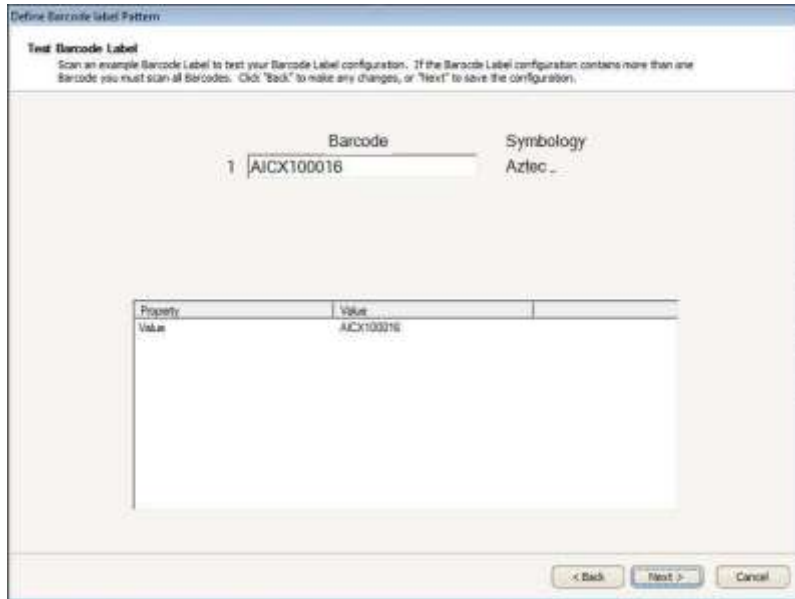 Define Barcode label Pattern
Test Barcode Label
Scan an example Barcode Label to test your Barcode Label configuration. If the Barcode Label configuration contains more than one
Barcode you must scan all Barcodes. Click "Back" to make any changes, or "Next" to save the configuration.
Barcode Symbology
1 AICX100016 Aztec _
Property Value
Value AICX100016
< Back Next > Cancel